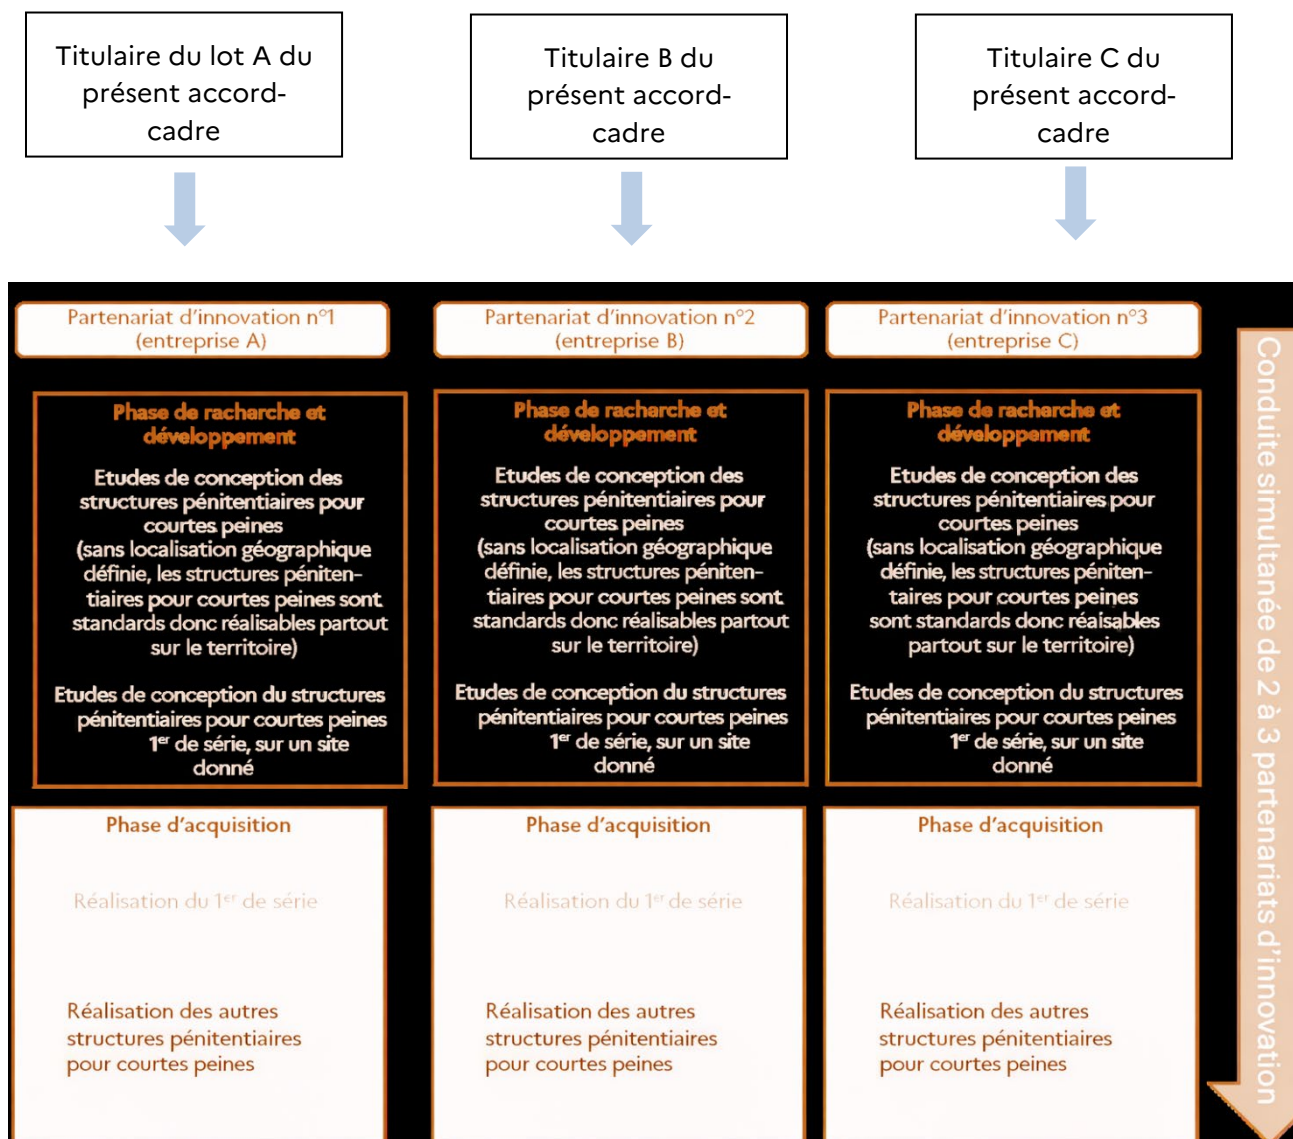 Titulaire du lot A du
présent accord-
cadre
Titulaire B du
présent accord-
cadre
Titulaire C du
présent accord-
cadre
Partenariat d'innovation n°1
(entreprise A)
Phase de racharche et
développement
Etudes de conception des
structures pénitentiaires pour
courtes peines
(sans localisation géographique
définie, les structures péniten-
tiaires pour courtes peines sont
standards donc réalisables partout
sur le territoire)
Etudes de conception du structures
pénitentiaires pour courtes peines
1er de série, sur un site
donné
Phase d'acquisition
Réalisation du 1er de série
Réalisation des autres
structures pénitentiaires
pour courtes peines
Partenariat d'innovation n°2
(entreprise B)
Phase de racharche et
développement
Etudes de conception des
structures pénitentiaires pour
courtes peines
(sans localisation géographique
définie, les structures péniten-
tiaires pour courtes peines sont
standards donc réalisables partout
sur le territoire)
Etudes de conception du structures
pénitentiaires pour courtes peines
1er de série, sur un site
donné
Phase d'acquisition
Réalisation du 1er de série
Réalisation des autres
structures pénitentiaires
pour courtes peines
Partenariat d'innovation n°3
(entreprise C)
Phase de racharche et
développement
Etudes de conception des
structures pénitentiaires pour
courtes peines
(sans localisation géographique
définie, les structures péniten-
taires pour courtes peines
sont standards donc réaisables
partout sur le territoire)
Etudes de conception du structures
pénitentiaires pour courtes peines
1er de série, sur un site
donné
Phase d'acquisition
Réalisation du 1er de série
Réalisation des autres
structures pénitentiaires
pour courtes peines
Conduite simultanée de 2 à 3 partenariats d'innovation